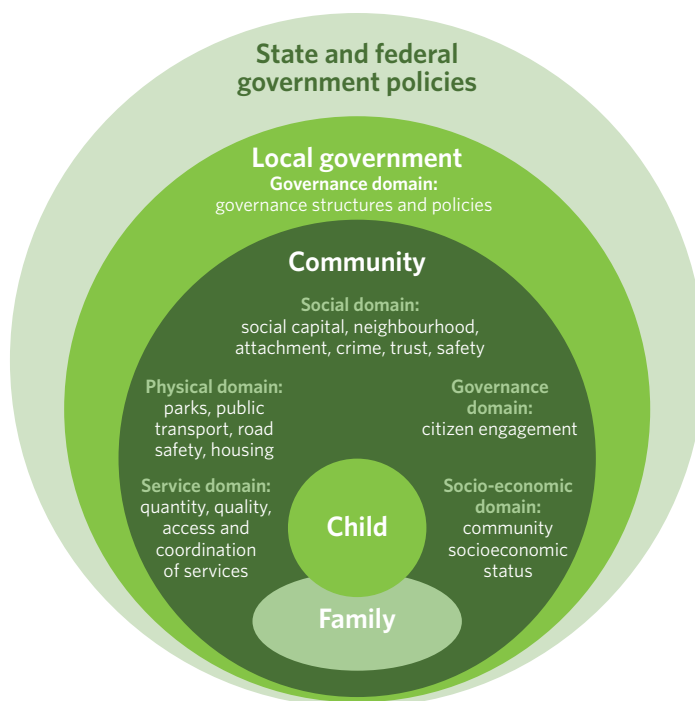 State and federal
government policies
Local government
Governance domain:
governance structures and policies
Community
Social domain:
social capital, neighbourhood,
attachment, crime, trust, safety
Physical domain:
parks, public
transport, road
safety, housing
Governance
domain:
citizen engagement
Service domain:
quantity, quality,
access and
coordination
of services
Socio-economic
domain:
community
socioeconomic
status
Child
Family